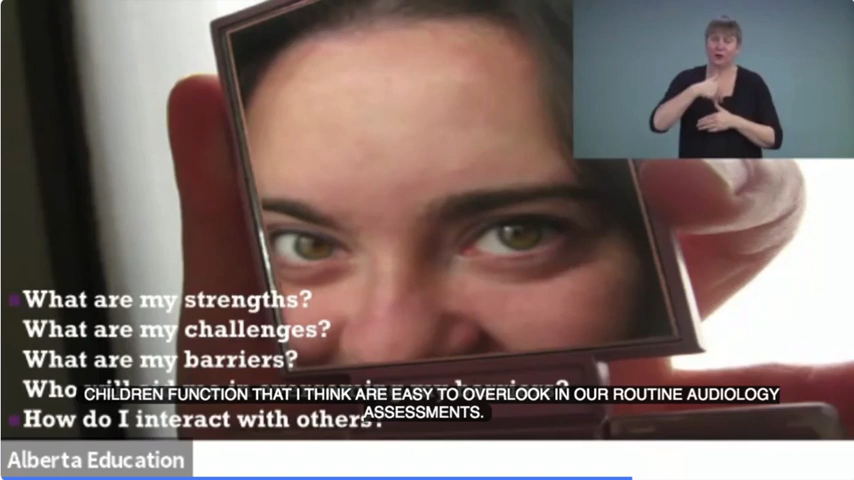 What are my strengths?
What are my challenges?
What are my barriers?
Who
CHILDREN FUNCTION THAT I THINK ARE EASY TO OVERLOOK IN OUR ROUTINE AUDIOLOGY
ASSESSMENTS.
How do I interact with others?
Alberta Education